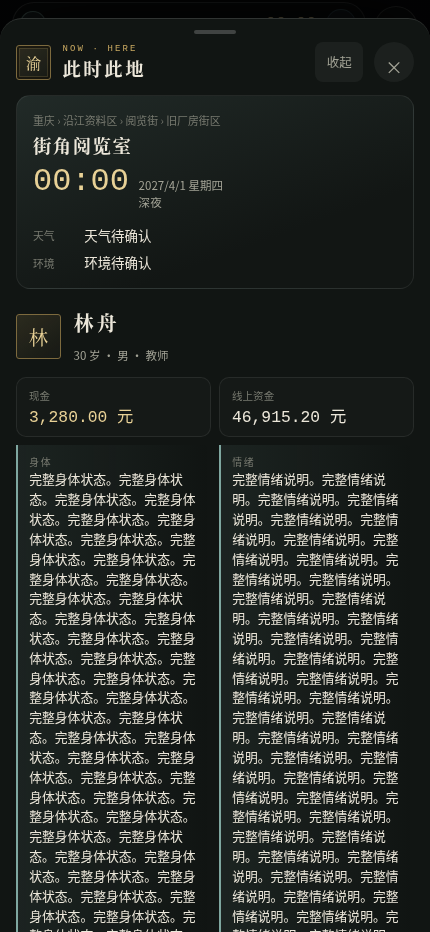 渝
NOW · HERE
此时此地
收起
重庆 › 沿江资料区 › 阅览街 › 旧厂房街区
街角阅览室
00:00
2027/4/1 星期四
深夜
天气
天气待确认
环境
环境待确认
林
林舟
30 岁 · 男 · 教师
现金
3,280.00 元
线上资金
46,915.20 元
身体
完整身体状态。完整身体状
态。完整身体状态。完整身体
状态。完整身体状态。完整身
体状态。完整身体状态。完整
身体状态。完整身体状态。完
整身体状态。完整身体状态。
完整身体状态。完整身体状
态。完整身体状态。完整身体
状态。完整身体状态。完整身
体状态。完整身体状态。完整
身体状态。完整身体状态。完
整身体状态。完整身体状态。
完整身体状态。完整身体状
态。完整身体状态。完整身体
状态。完整身体状态。完整身
体状态。完整身体状态。完整
身体状态。完整身体状态。完
整身体状态。完整身体状态。
完整身体状态。完整身体状
态。完整身体状态。完整身体
状态。完整身体状态。完整身
体状态。完整身体状态。完整
身体状态。完整身体状态。完
整身体状态。完整身体状态。
情绪
完整情绪说明。完整情绪说
明。完整情绪说明。完整情绪
说明。完整情绪说明。完整情
绪说明。完整情绪说明。完整
情绪说明。完整情绪说明。完
整情绪说明。完整情绪说明。
完整情绪说明。完整情绪说
明。完整情绪说明。完整情绪
说明。完整情绪说明。完整情
绪说明。完整情绪说明。完整
情绪说明。完整情绪说明。完
整情绪说明。完整情绪说明。
完整情绪说明。完整情绪说
明。完整情绪说明。完整情绪
说明。完整情绪说明。完整情
绪说明。完整情绪说明。完整
情绪说明。完整情绪说明。完
整情绪说明。完整情绪说明。
完整情绪说明。完整情绪说
明。完整情绪说明。完整情绪
说明。完整情绪说明。完整情
绪说明。完整情绪说明。完整
情绪说明。完整情绪说明。完
整情绪说明。完整情绪说明。